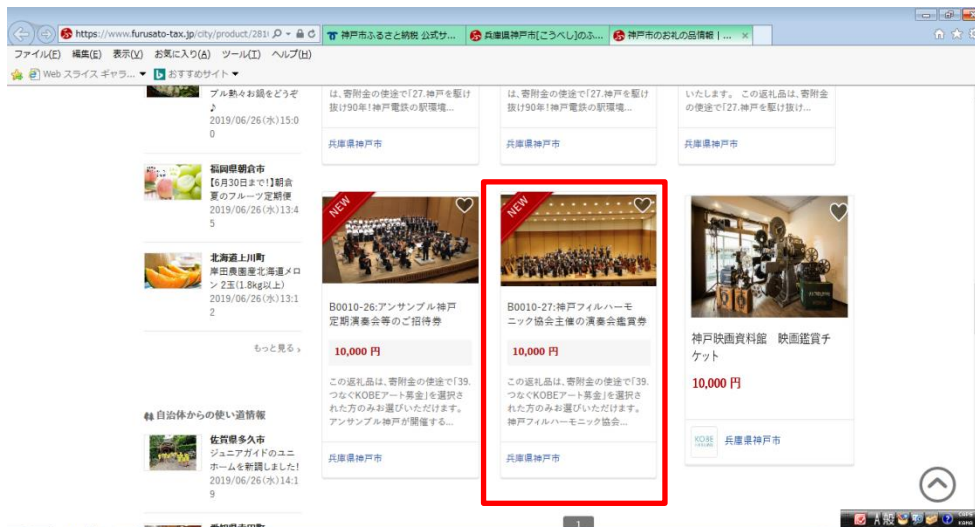 https://www.furusato-tax.jp/city/product/281
神戸市ふるさと納税 公式サ...
兵庫県神戸市[こうべし]のふ...
神戸市のお礼の品情報 | ...
ファイル(F) 編集(E) 表示(V) お気に入り(A) ツール(T) ヘルプ(H)
Web スライス ギャラ... ▼ おすすめサイト ▼
プル熱々お鍋をどうぞ
♪
2019/06/26(水)15:0
0
福岡県朝倉市
【6月30日まで!】朝倉
夏のフルーツ定期便
2019/06/26(水)13:4
5
北海道上川町
岸田農園産北海道メロ
ン 2玉(1.8kg以上)
2019/06/26(水)13:1
2
もっと見る ›
自治体からの使い道情報
佐賀県多久市
ジュニアガイドのユニ
ホームを新調しました!
2019/06/26(水)14:1
9
は、寄附金の使途で「27.神戸を駆け
抜け90年!神戸電鉄の駅環境...
兵庫県神戸市
は、寄附金の使途で「27.神戸を駆け
抜け90年!神戸電鉄の駅環境...
兵庫県神戸市
いたします。 この返礼品は、寄附金
の使途で「27.神戸を駆け抜け...
兵庫県神戸市
NEW
B0010-26:アンサンブル神戸
定期演奏会等のご招待券
10,000 円
この返礼品は、寄附金の使途で「39.
つなぐKOBEアート募金」を選択さ
れた方のみお選びいただけます。
アンサンブル神戸が開催する...
兵庫県神戸市
NEW
B0010-27:神戸フィルハーモ
ニック協会主催の演奏会鑑賞券
10,000 円
この返礼品は、寄附金の使途で「39.
つなぐKOBEアート募金」を選択さ
れた方のみお選びいただけます。
神戸フィルハーモニック協会...
兵庫県神戸市
神戸映画資料館 映画鑑賞チ
ケット
10,000 円
KOBE
兵庫県神戸市
1
A 般
CAPS
KANA